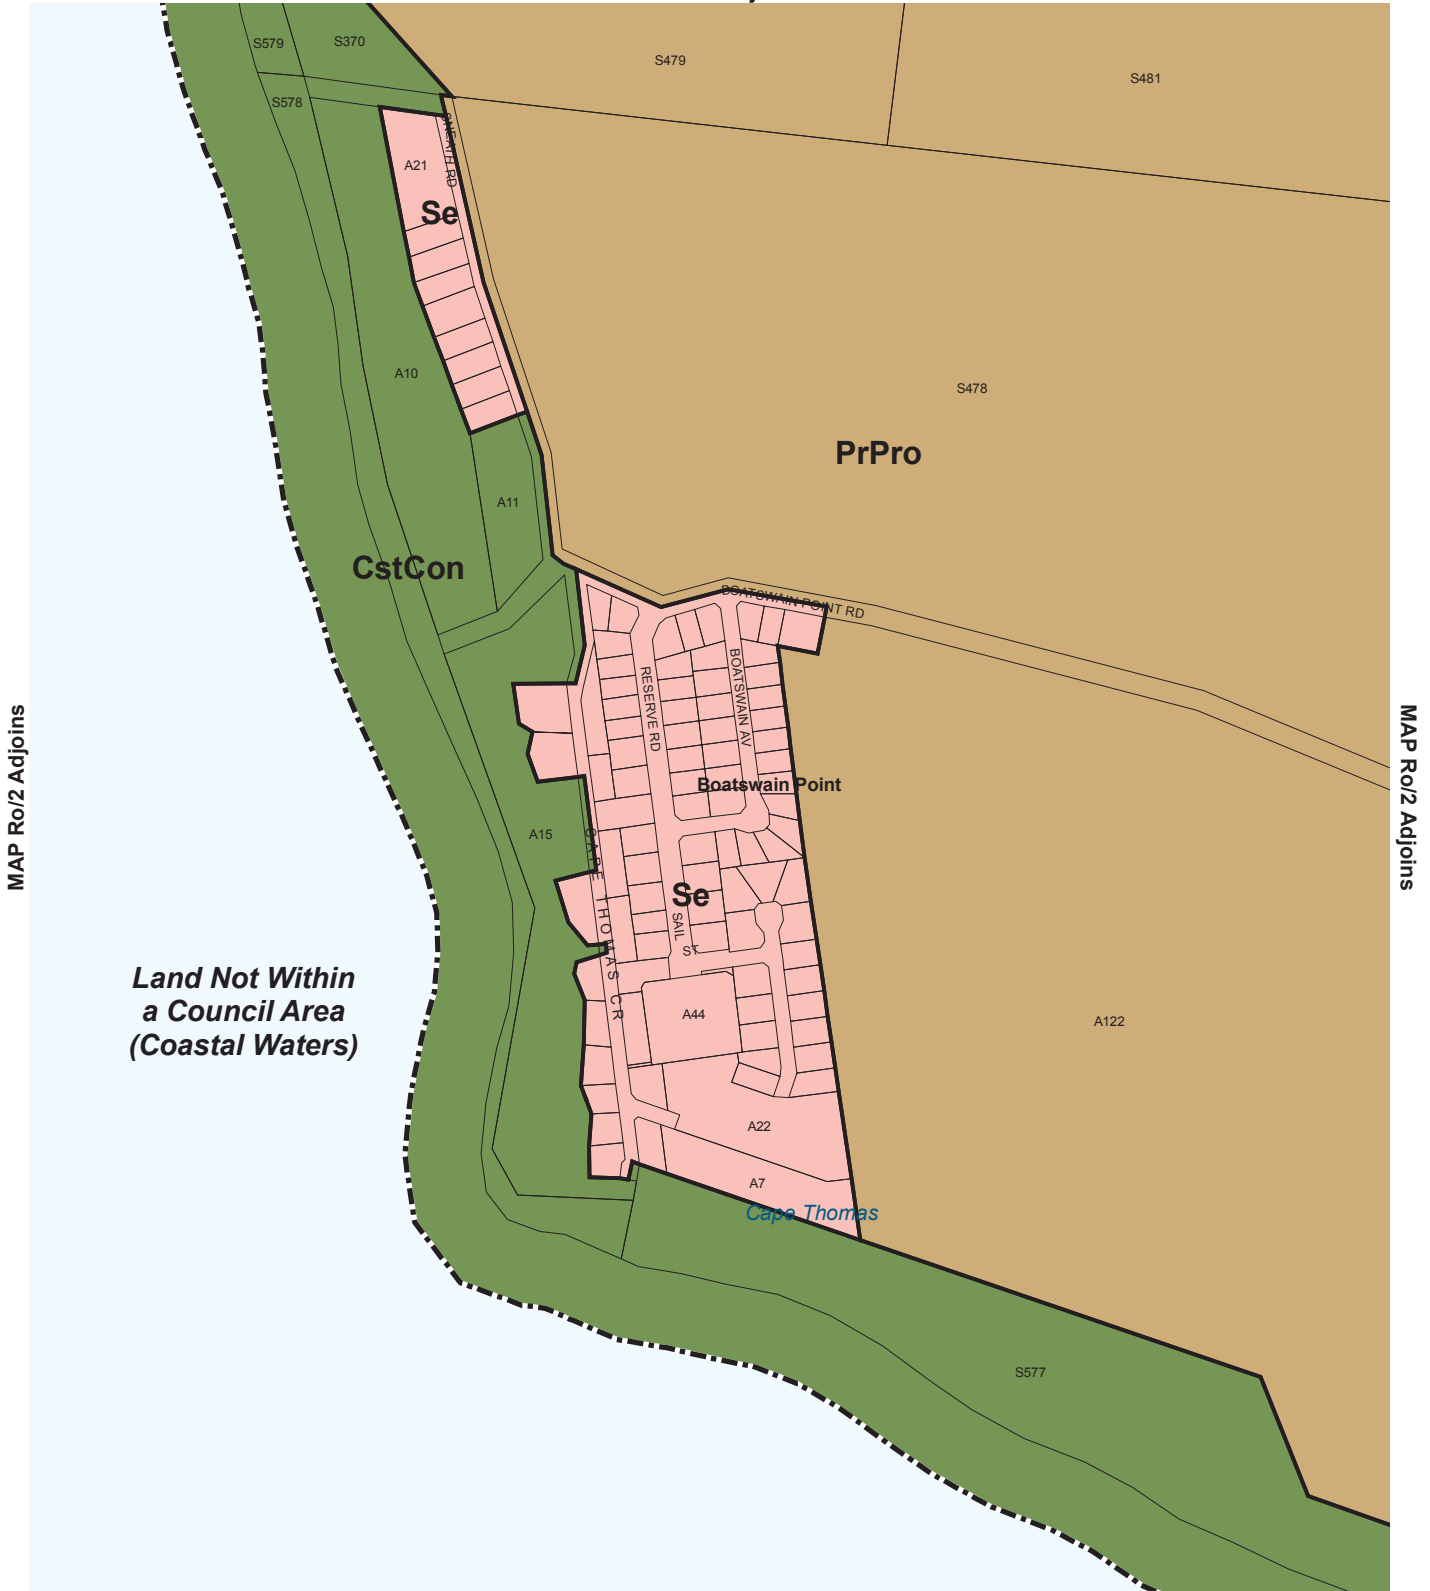 S579
S370
S479
S481
S578
SNEATH RD
A21
Se
A10
S478
PrPro
A11
CstCon
BOATSWAIN POINT RD
RESERVE RD
BOATSWAIN AV
MAP Ro/2 Adjoins
MAP Ro/2 Adjoins
Boatswain Point
A15
CAPE THOMAS CR
Se
SAIL
ST
Land Not Within
a Council Area
(Coastal Waters)
A44
A122
A22
A7
Cape Thomas
S577